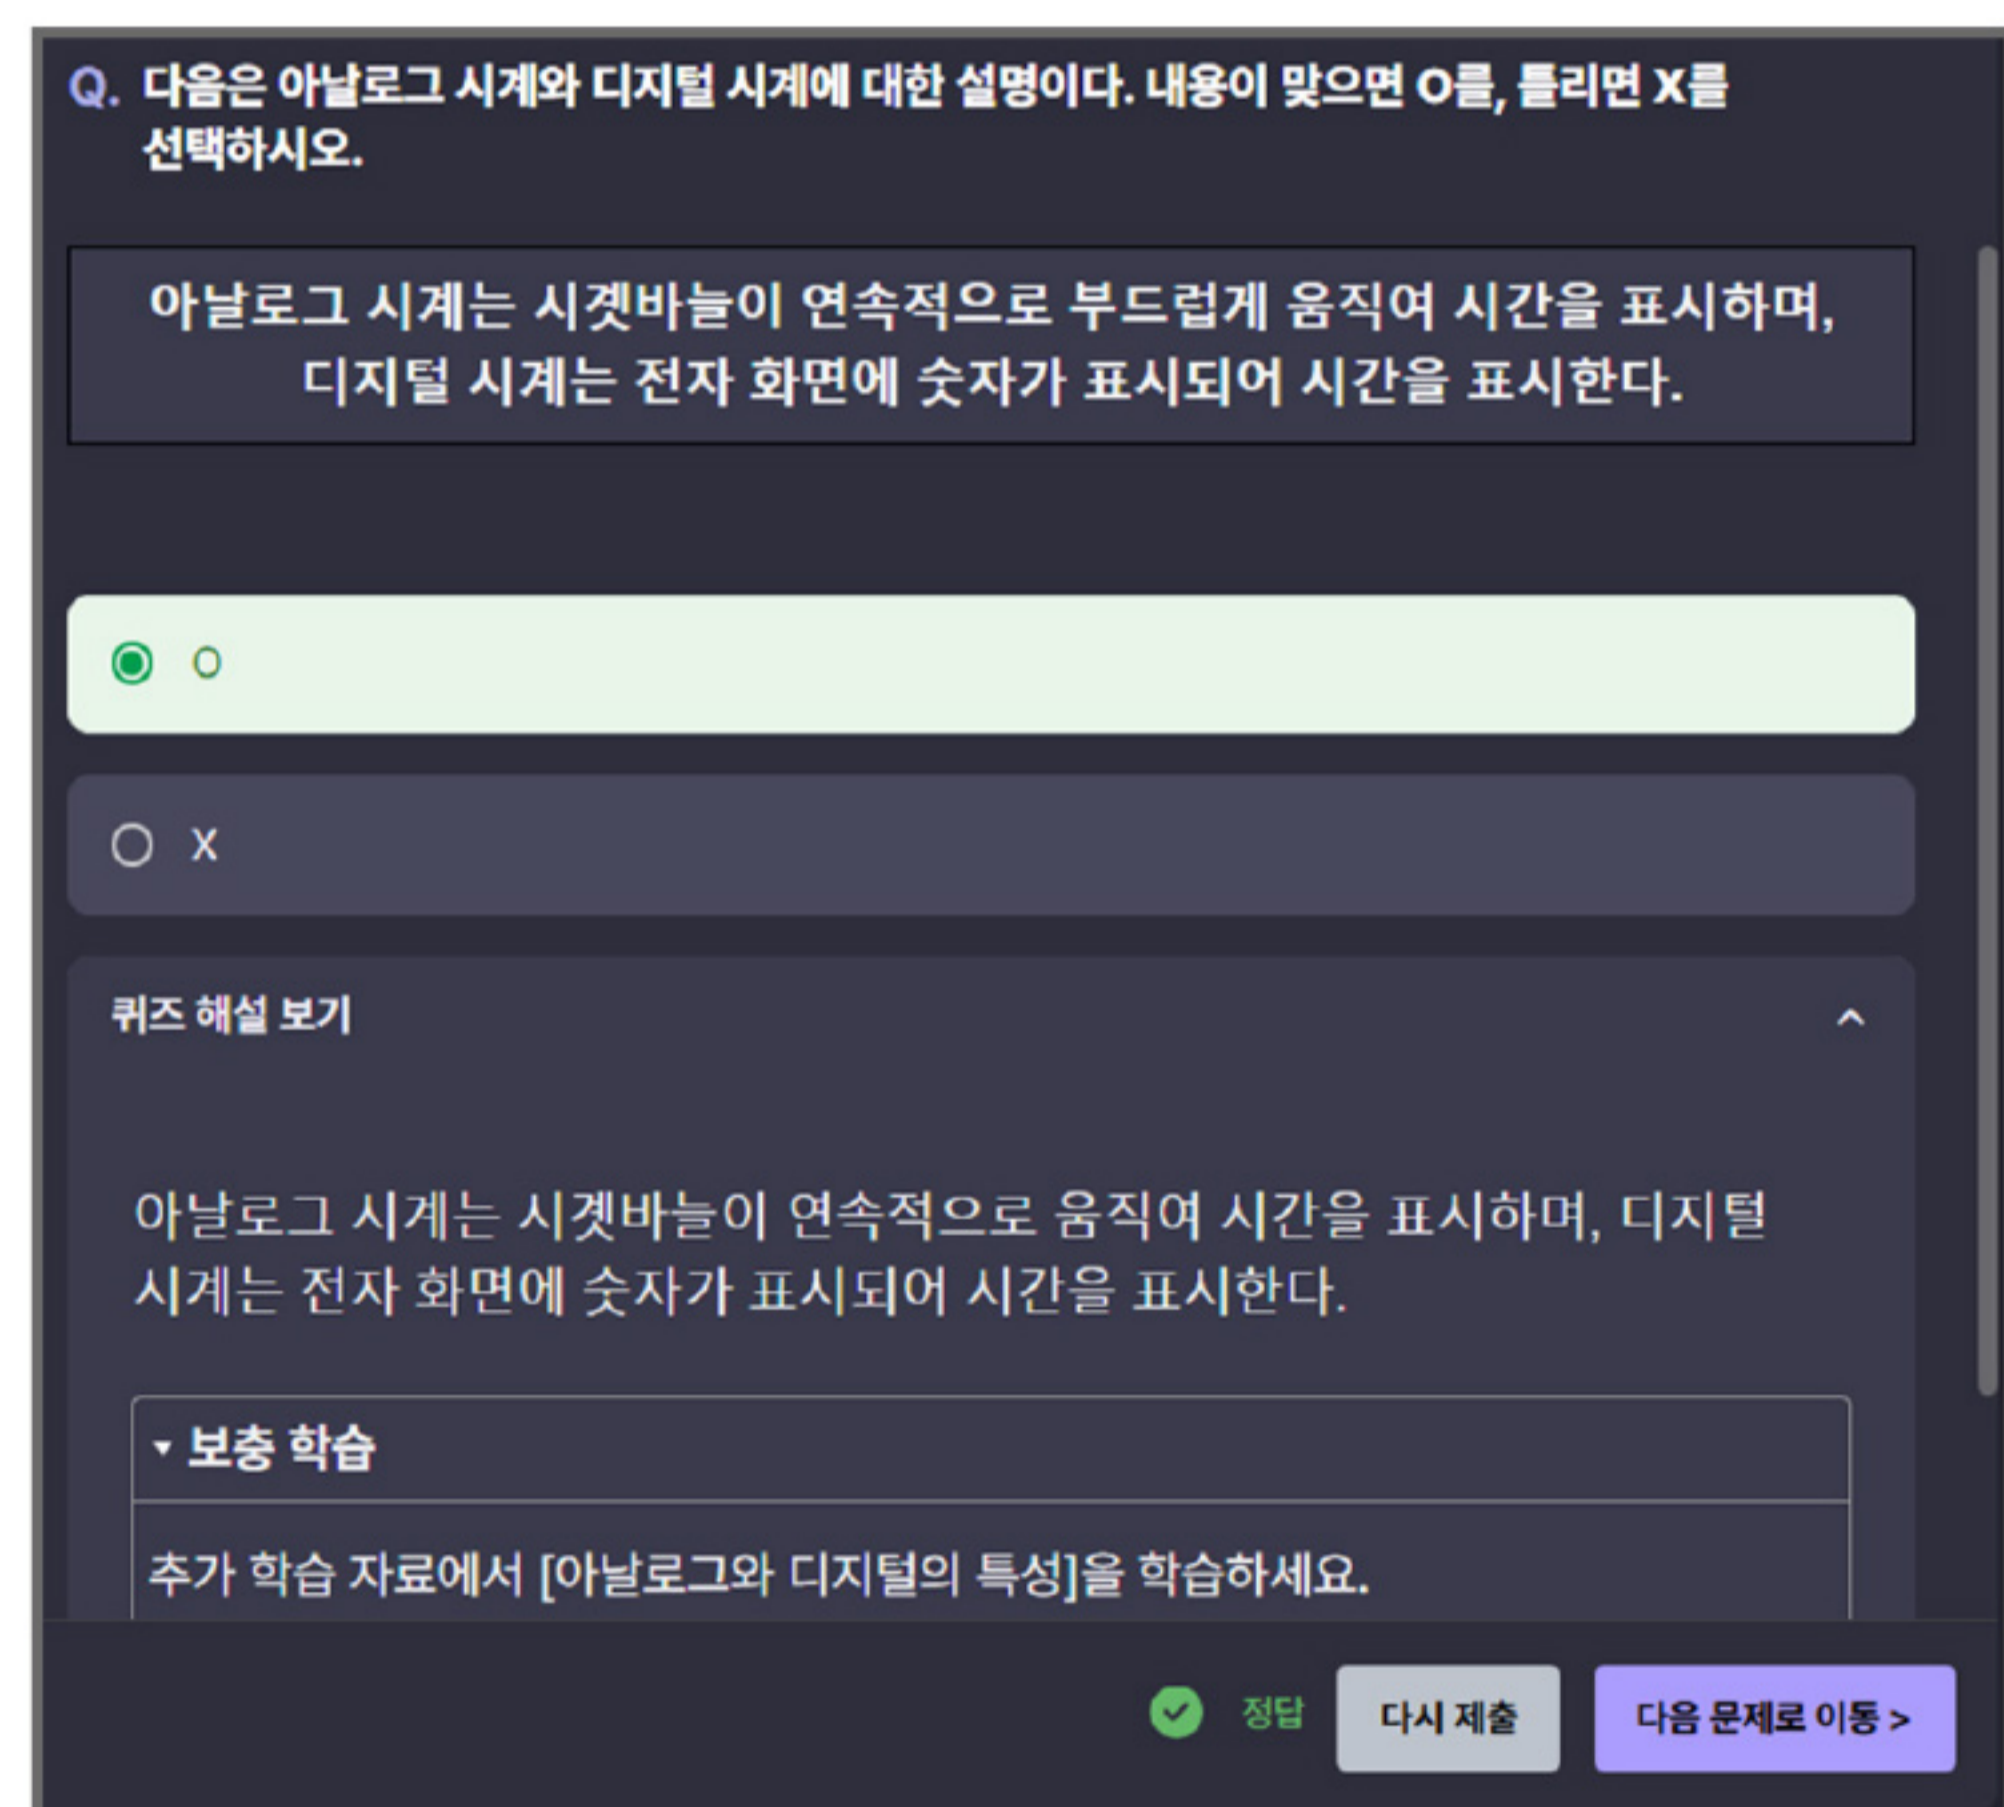 Q. 다음은 아날로그 시계와 디지털 시계에 대한 설명이다. 내용이 맞으면 O를, 틀리면 X를
선택하시오.
아날로그 시계는 시곗바늘이 연속적으로 부드럽게 움직여 시간을 표시하며,
디지털 시계는 전자 화면에 숫자가 표시되어 시간을 표시한다.
O
X
퀴즈 해설 보기
아날로그 시계는 시곗바늘이 연속적으로 움직여 시간을 표시하며, 디지털
시계는 전자 화면에 숫자가 표시되어 시간을 표시한다.
▾ 보충 학습
추가 학습 자료에서 [아날로그와 디지털의 특성]을 학습하세요.
정답
다시 제출
다음 문제로 이동 >